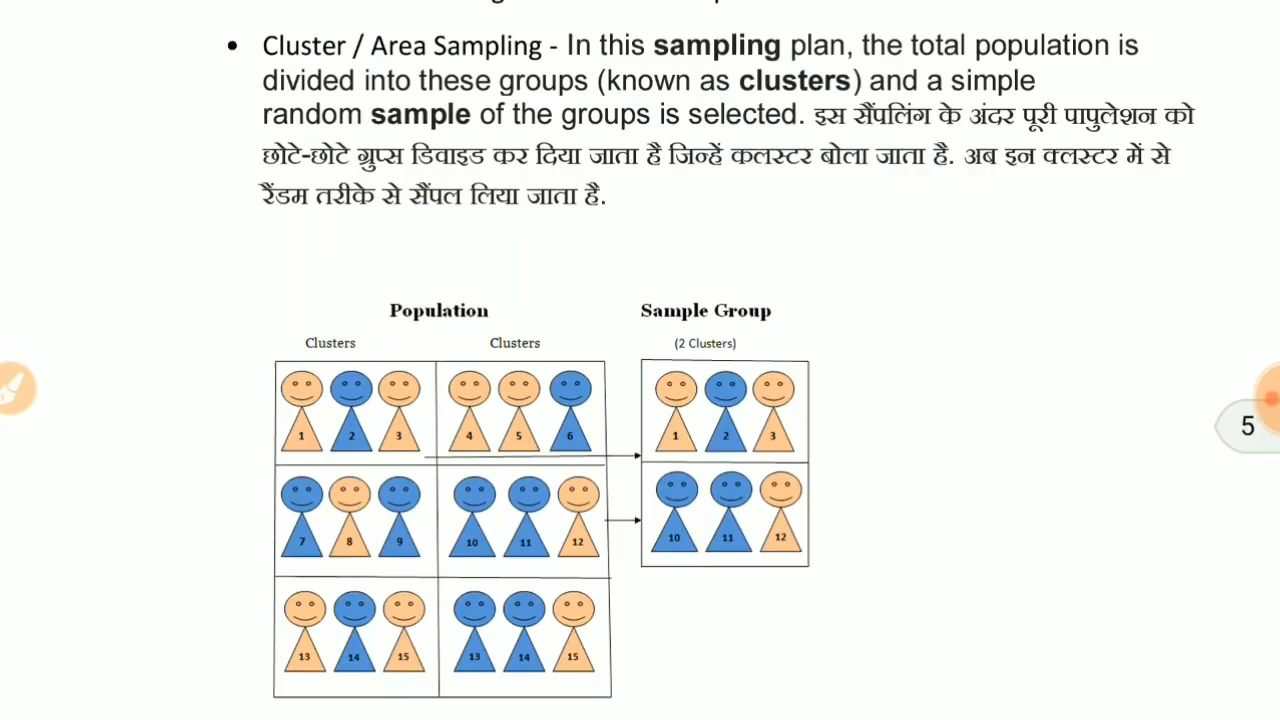 • Cluster / Area Sampling - In this sampling plan, the total population is
divided into these groups (known as clusters) and a simple
random sample of the groups is selected. इस सैंपलिंग के अंदर पूरी पापुलेशन को
छोटे-छोटे ग्रुप्स डिवाइड कर दिया जाता है जिन्हें कलस्टर बोला जाता है. अब इन क्लस्टर में से
रैंडम तरीके से सैंपल लिया जाता है.
Population
Sample Group
Clusters
Clusters
(2 Clusters)
1 2 3
4 5 6
1 2 3
7 8 9
10 11 12
10 11 12
13 14 15
13 14 15
5